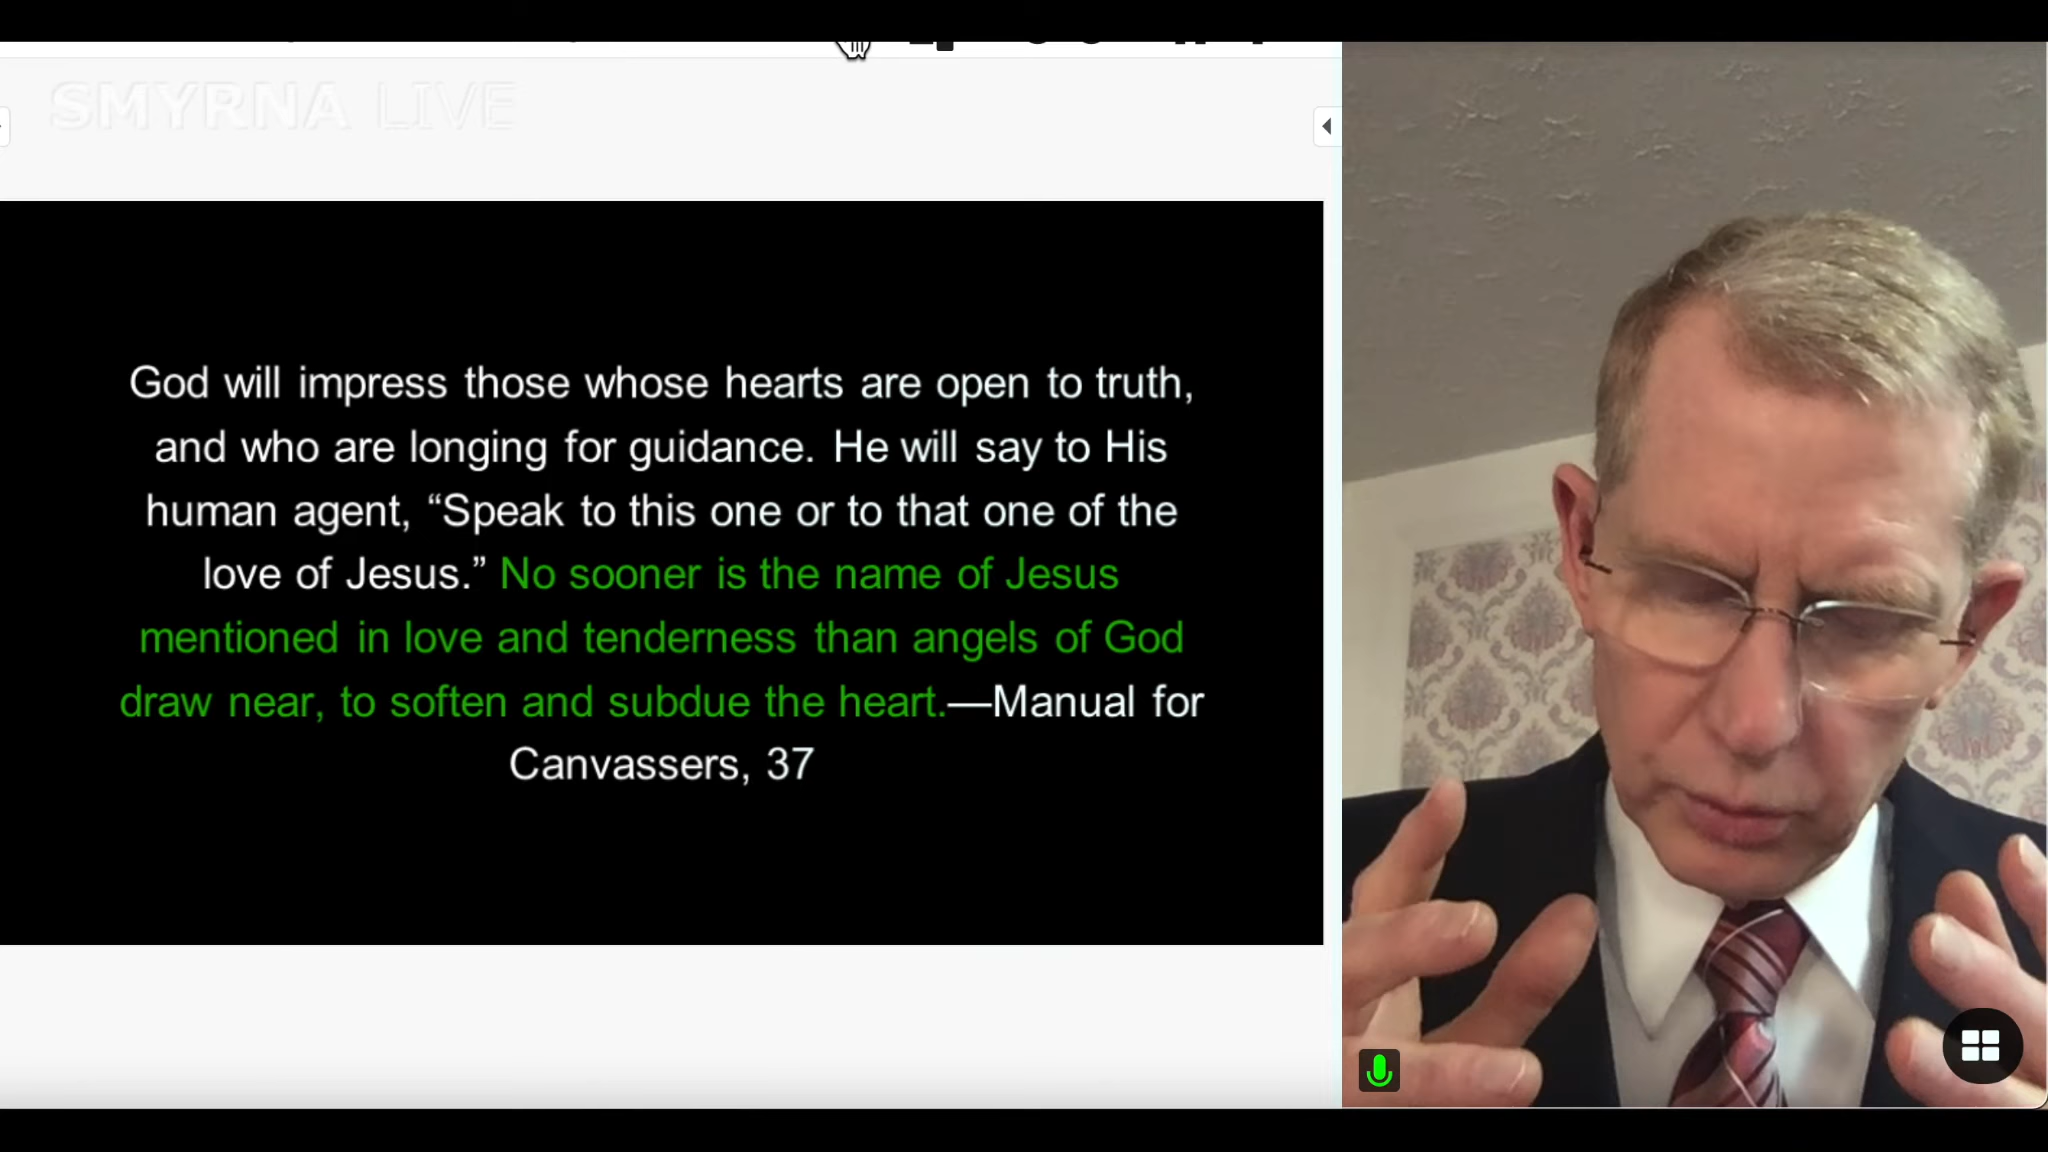 SMYRNA LIVE
God will impress those whose hearts are open to truth,
and who are longing for guidance. He will say to His
human agent, “Speak to this one or to that one of the
love of Jesus.” No sooner is the name of Jesus
mentioned in love and tenderness than angels of God
draw near, to soften and subdue the heart.—Manual for
Canvassers, 37